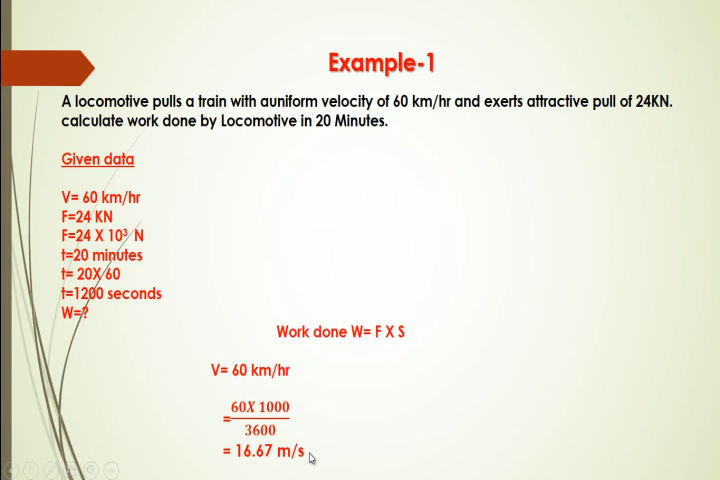 Example-1
A locomotive pulls a train with auniform velocity of 60 km/hr and exerts attractive pull of 24KN.
calculate work done by Locomotive in 20 Minutes.
Given data
V= 60 km/hr
F=24 KN
F=24 X 10³ N
t=20 minutes
t= 20X 60
t=1200 seconds
W=?
Work done W= F X S
V= 60 km/hr
=60X 1000
3600
= 16.67 m/s